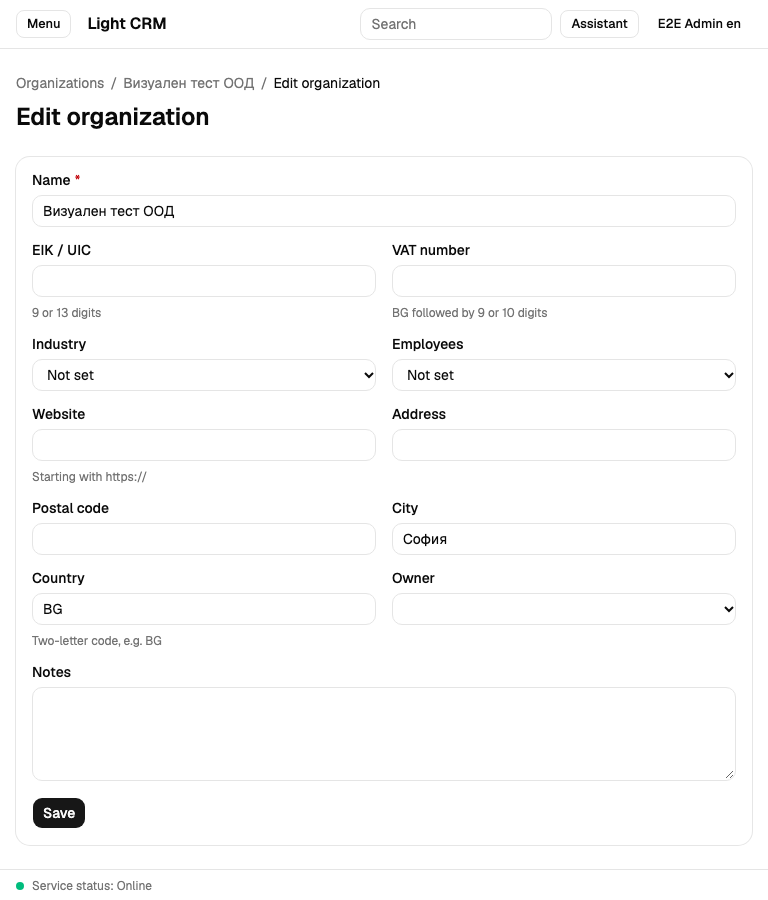 Menu Light CRM Search Assistant E2E Admin en
Organizations / Визуален тест ООД / Edit organization
Edit organization
Name *
Визуален тест ООД
EIK / UIC VAT number
9 or 13 digits BG followed by 9 or 10 digits
Industry Employees
Not set Not set
Website Address
Starting with https://
Postal code City
София
Country Owner
BG
Two-letter code, e.g. BG
Notes
Save
Service status: Online